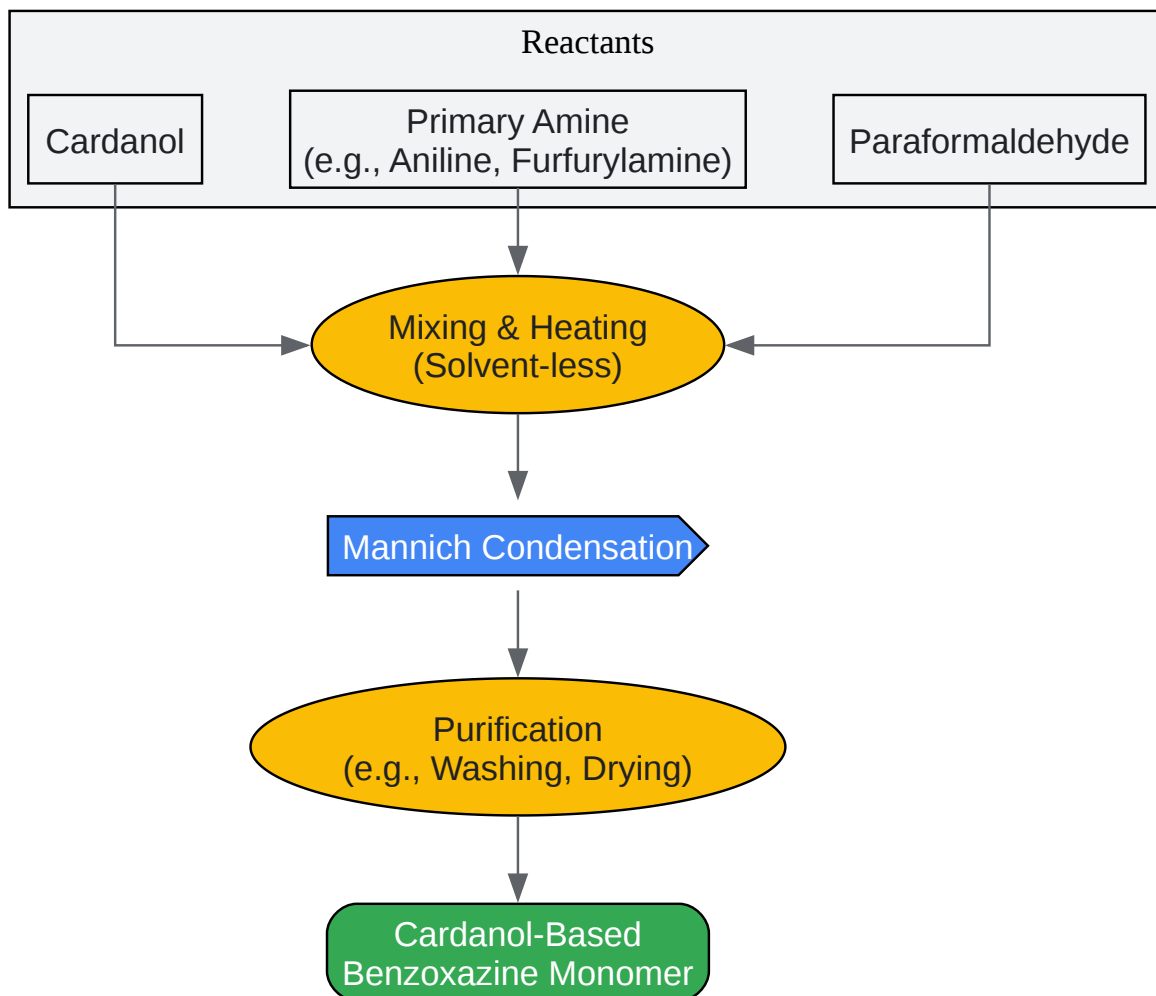 Reactants
Cardanol
Primary Amine
(e.g., Aniline, Furfurylamine)
Paraformaldehyde
Mixing & Heating
(Solvent-less)
Mannich Condensation
Purification
(e.g., Washing, Drying)
Cardanol-Based
Benzoxazine Monomer